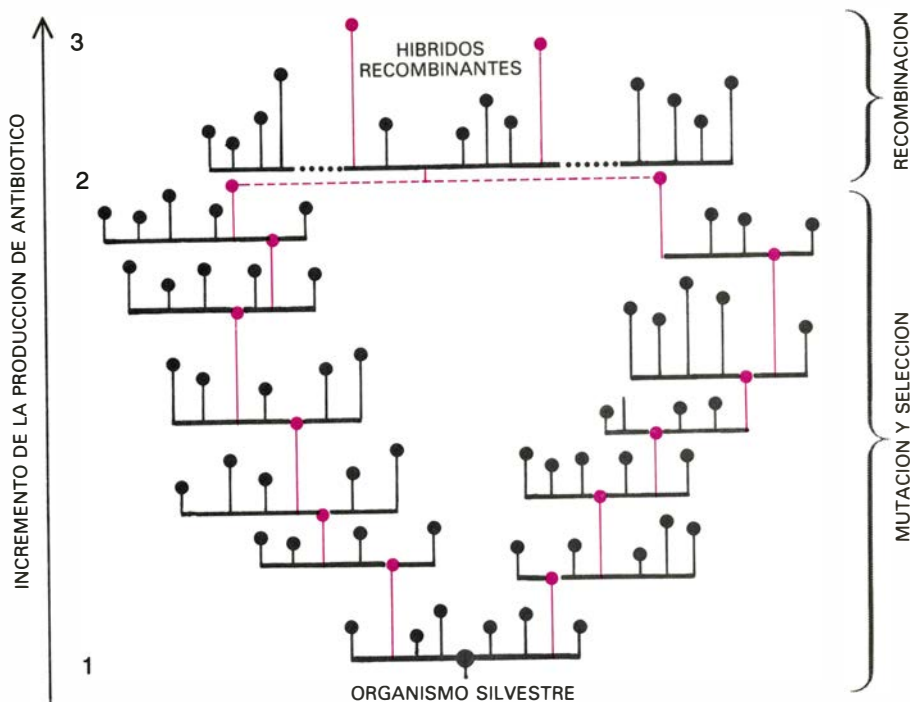 3
HIBRIDOS
RECOMBINANTES
RECOMBINACION
2
INCREMENTO DE LA PRODUCCION DE ANTIBIOTICO
MUTACION Y SELECCION
1
ORGANISMO SILVESTRE